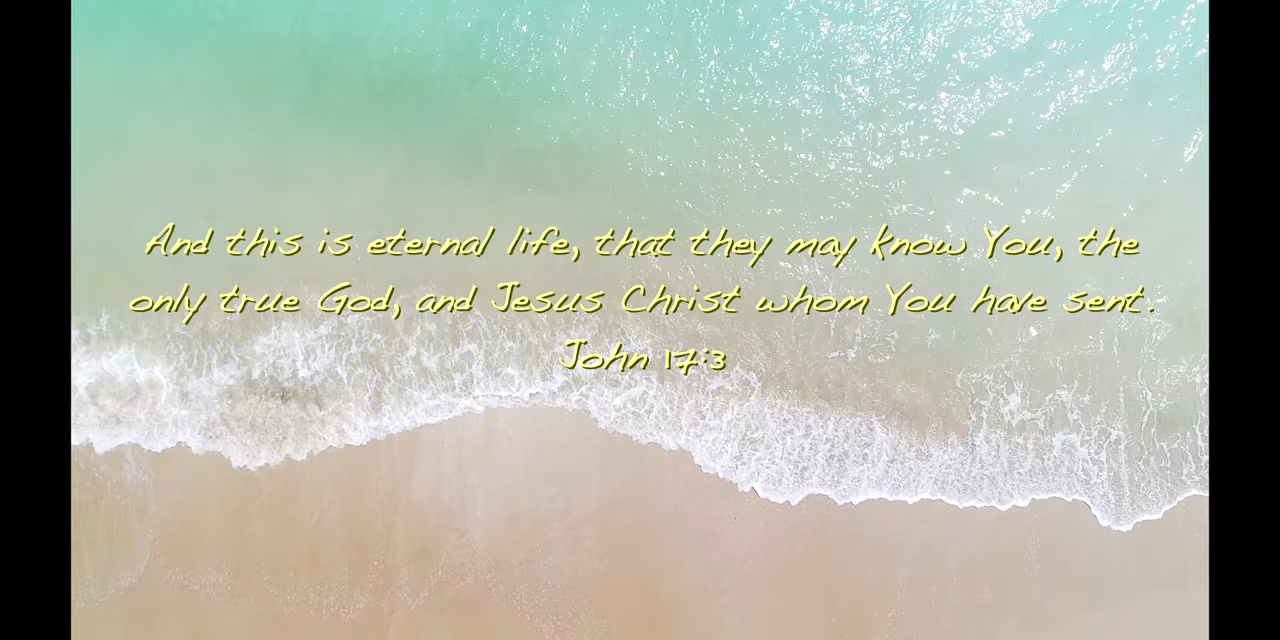 And this is eternal life, that they may know You, the
only true God, and Jesus Christ whom You have sent.
John 17:3